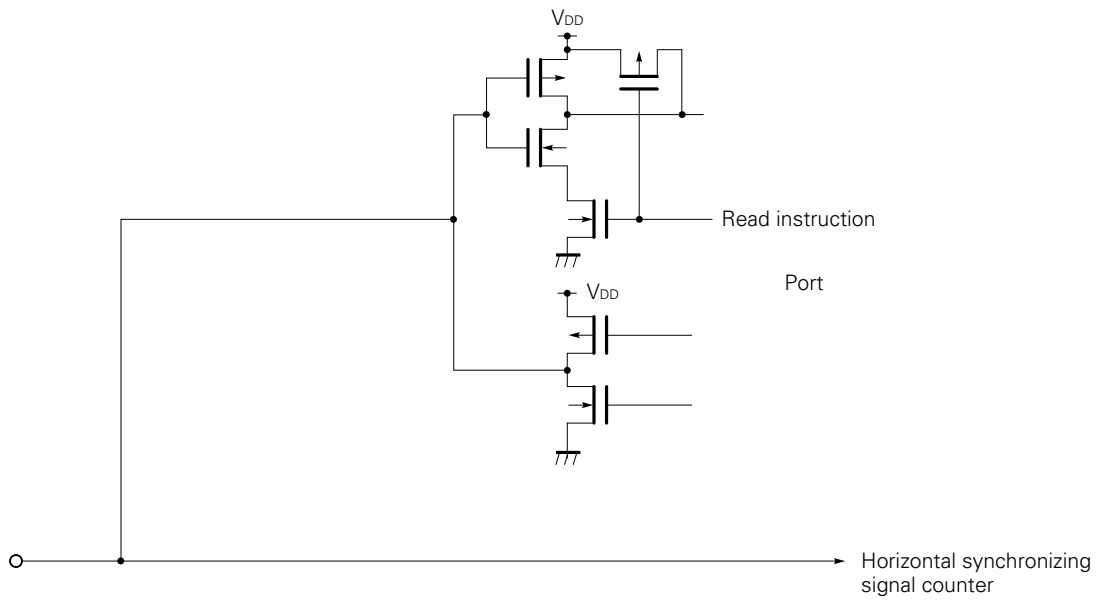 VDD
Read instruction
Port
VDD
Horizontal synchronizing
signal counter